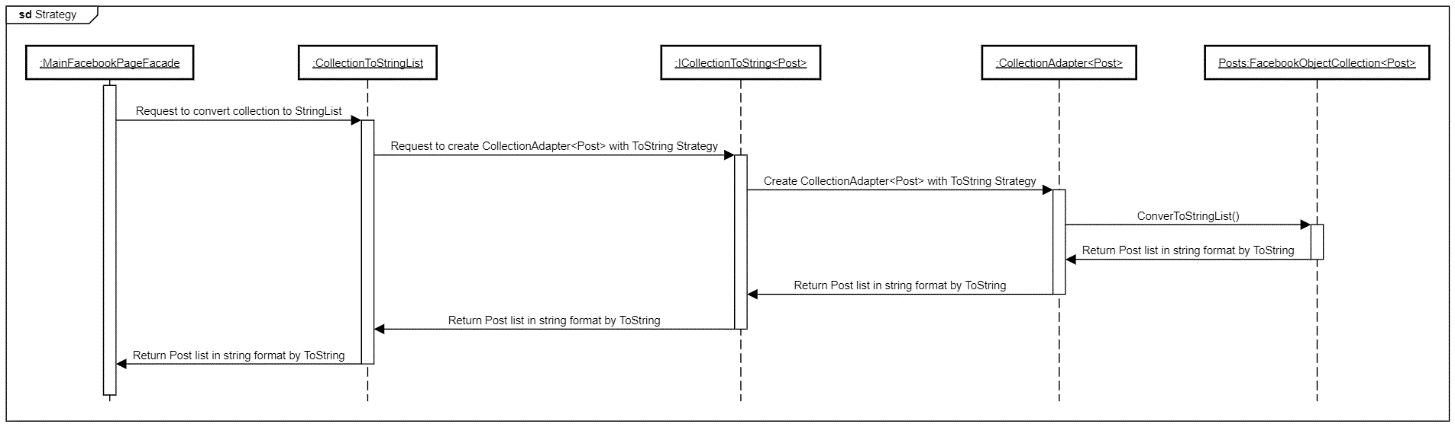 sd Strategy
:MainFacebookPageFacade
:CollectionToStringList
:ICollectionToString<Post>
:CollectionAdapter<Post>
Posts:FacebookObjectCollection<Post>
Request to convert collection to StringList
Request to create CollectionAdapter<Post> with ToString Strategy
Create CollectionAdapter<Post> with ToString Strategy
ConverToStringList()
Return Post list in string format by ToString
Return Post list in string format by ToString
Return Post list in string format by ToString
Return Post list in string format by ToString